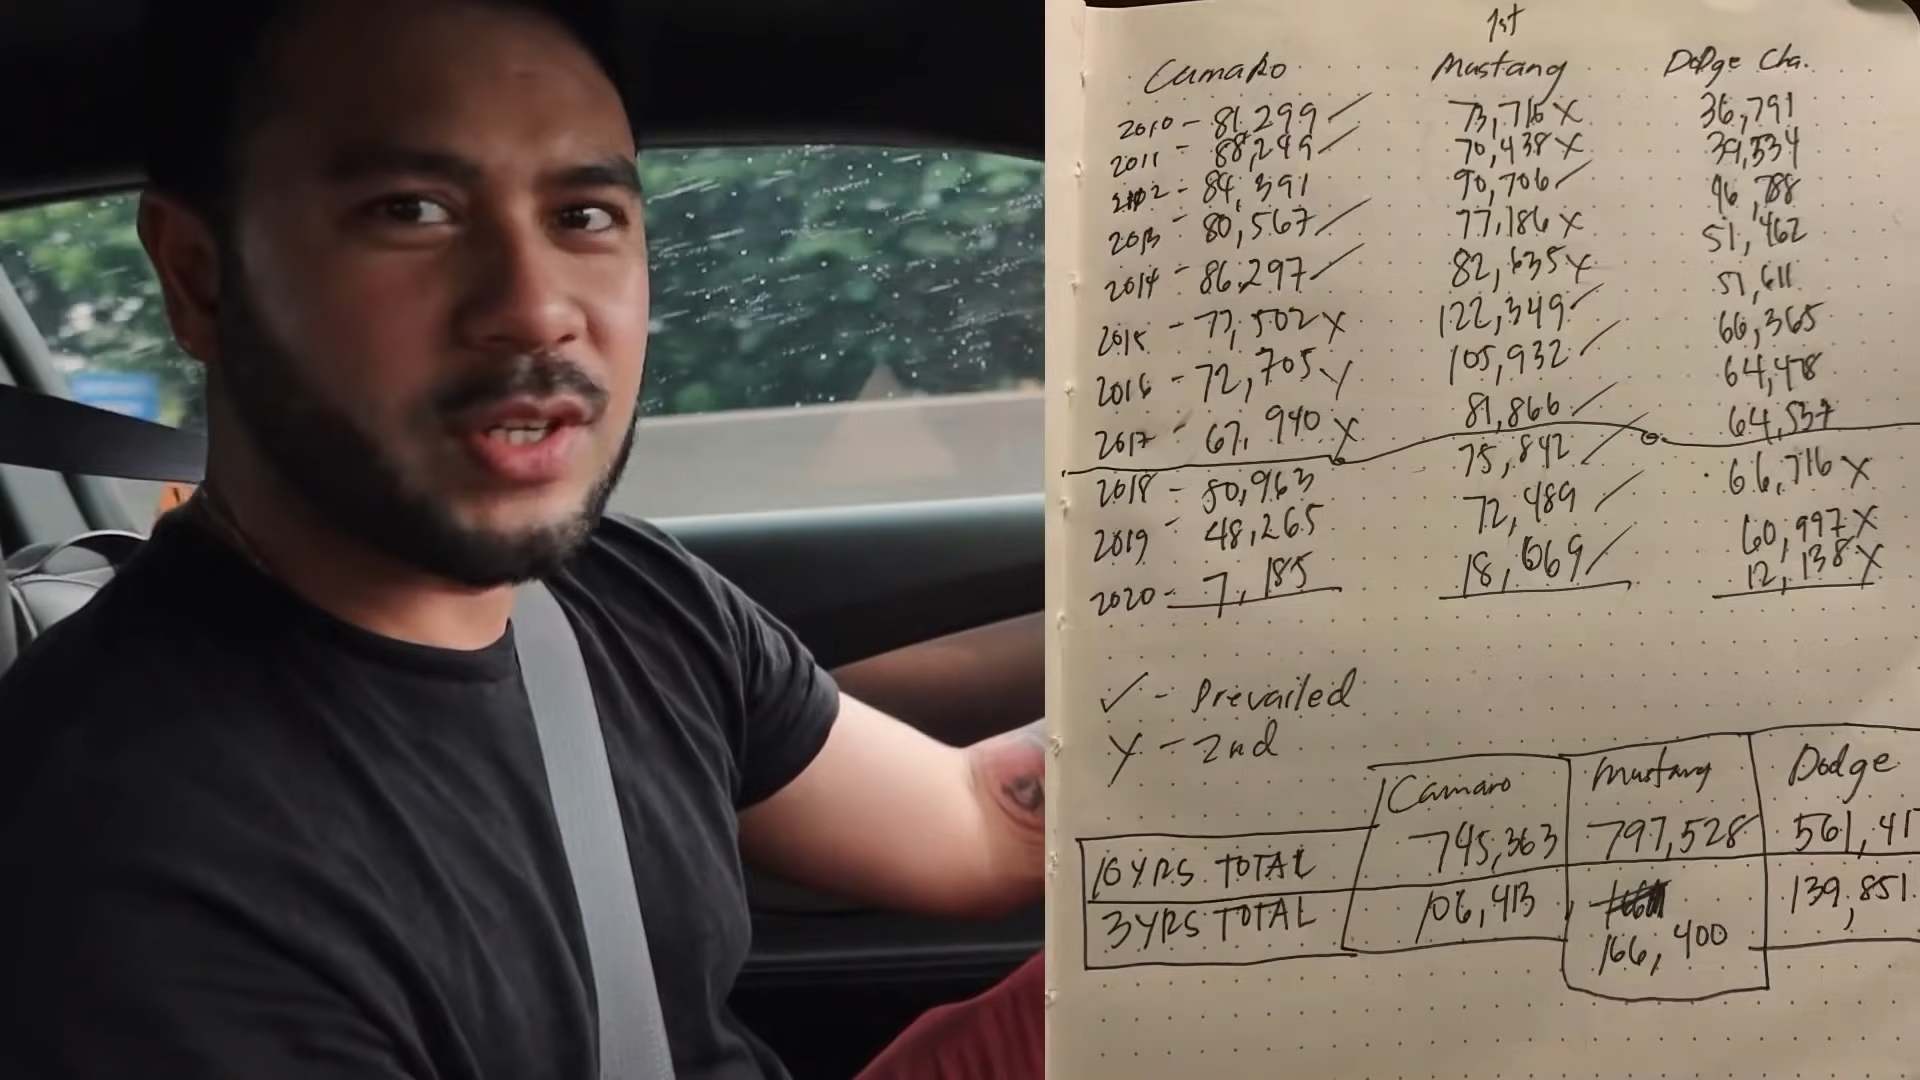 1st
Camaro Mustang Dodge Cha.
2010 - 81,299 ✓ 73,716 X 36,791
2011 - 88,249 ✓ 70,438 X 39,534
2012 - 84,391 90,706 ✓ 46,788
2013 - 80,567 ✓ 77,186 X 51,462
2014 - 86,297 ✓ 82,635 X 51,611
2015 - 77,502 X 122,349 ✓ 66,365
2016 - 72,705 X 105,932 ✓ 64,478
2017 - 67,940 X 81,866 ✓ 64,537
2018 - 50,963 75,842 ✓ 66,716 X
2019 - 48,265 72,489 ✓ 60,997 X
2020 - 7,185 18,069 ✓ 12,138 X
✓ - Prevailed
X - 2nd
Camaro Mustang Dodge
10 YRS TOTAL 745,363 797,528 561,41
3 YRS TOTAL 106,413 166,400 139,851